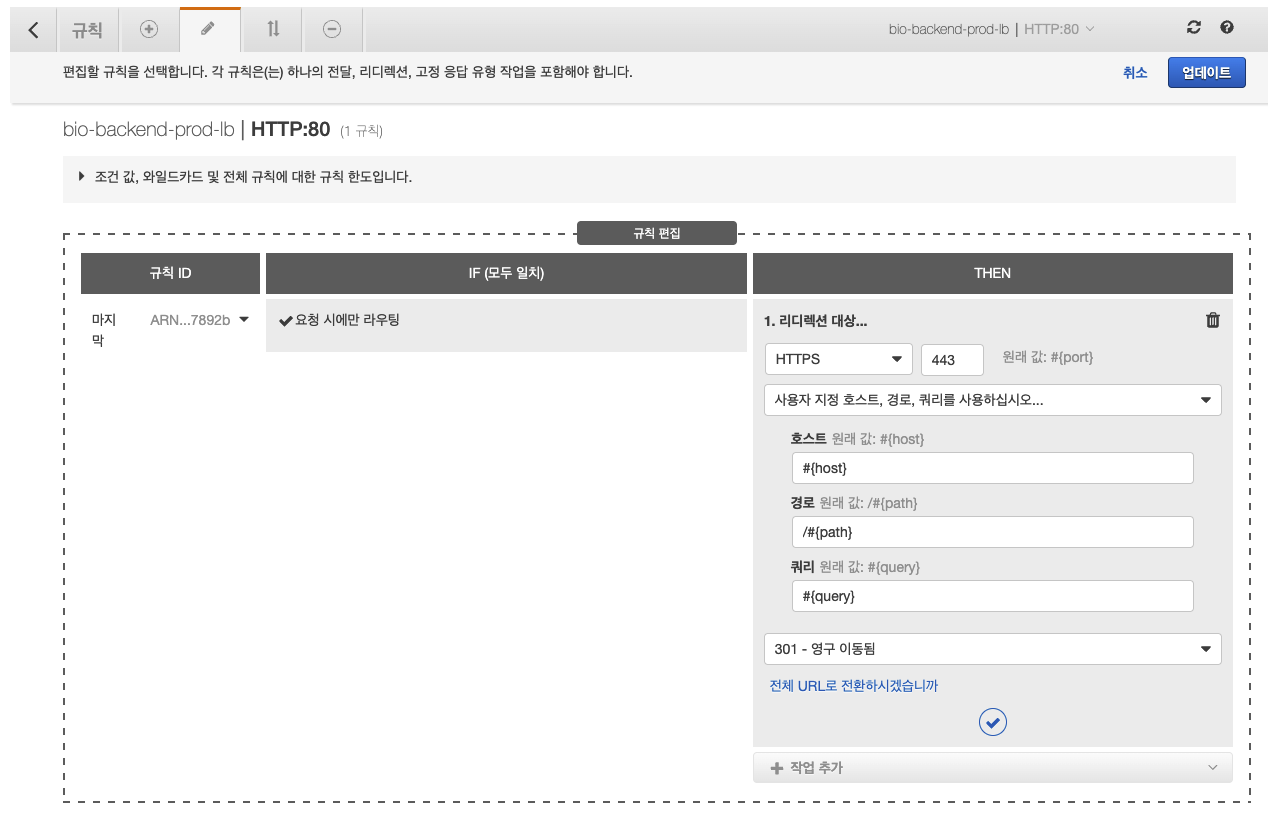 규칙
bio-backend-prod-lb | HTTP:80
편집할 규칙을 선택합니다. 각 규칙은(는) 하나의 전달, 리디렉션, 고정 응답 유형 작업을 포함해야 합니다.
취소
업데이트
bio-backend-prod-lb | HTTP:80 (1 규칙)
조건 값, 와일드카드 및 전체 규칙에 대한 규칙 한도입니다.
규칙 편집
규칙 ID
IF (모두 일치)
THEN
마지
막
ARN...7892b
요청 시에만 라우팅
1. 리디렉션 대상...
HTTPS
443
원래 값: #{port}
사용자 지정 호스트, 경로, 쿼리를 사용하십시오...
호스트 원래 값: #{host}
#{host}
경로 원래 값: /#{path}
/#{path}
쿼리 원래 값: #{query}
#{query}
301 - 영구 이동됨
전체 URL로 전환하시겠습니까
작업 추가